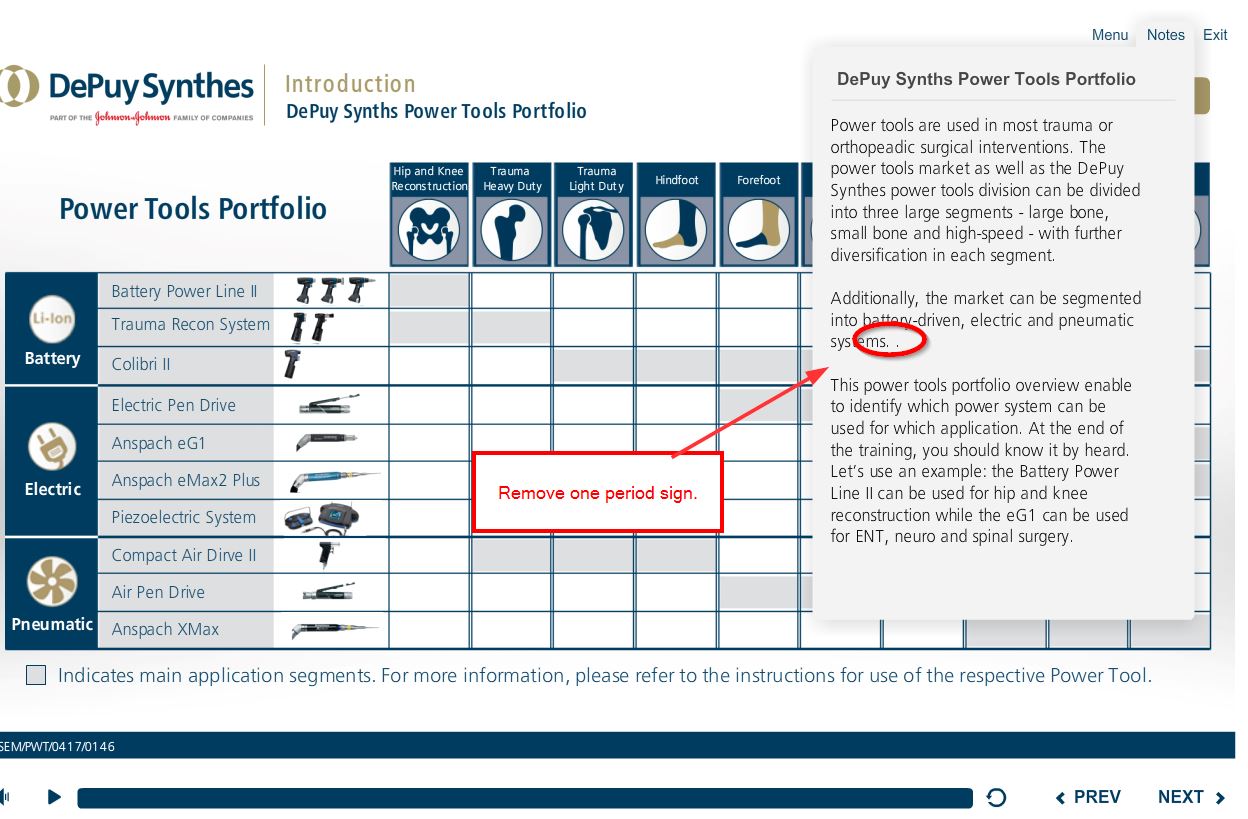 Menu Notes Exit
DePuy Synthes
PART OF THE Johnson & Johnson FAMILY OF COMPANIES
Introduction
DePuy Synths Power Tools Portfolio
Power Tools Portfolio
Hip and Knee
Reconstruction
Trauma
Heavy Duty
Trauma
Light Duty
Hindfoot
Forefoot
Li-Ion
Battery
Battery Power Line II
Trauma Recon System
Colibri II
Electric
Electric Pen Drive
Anspach eG1
Anspach eMax2 Plus
Piezoelectric System
Pneumatic
Compact Air Dirve II
Air Pen Drive
Anspach XMax
Remove one period sign.
DePuy Synths Power Tools Portfolio
Power tools are used in most trauma or
orthopeadic surgical interventions. The
power tools market as well as the DePuy
Synthes power tools division can be divided
into three large segments - large bone,
small bone and high-speed - with further
diversification in each segment.
Additionally, the market can be segmented
into battery-driven, electric and pneumatic
systems. .
This power tools portfolio overview enable
to identify which power system can be
used for which application. At the end of
the training, you should know it by heard.
Let's use an example: the Battery Power
Line II can be used for hip and knee
reconstruction while the eG1 can be used
for ENT, neuro and spinal surgery.
Indicates main application segments. For more information, please refer to the instructions for use of the respective Power Tool.
SEM/PWT/0417/0146
PREV NEXT